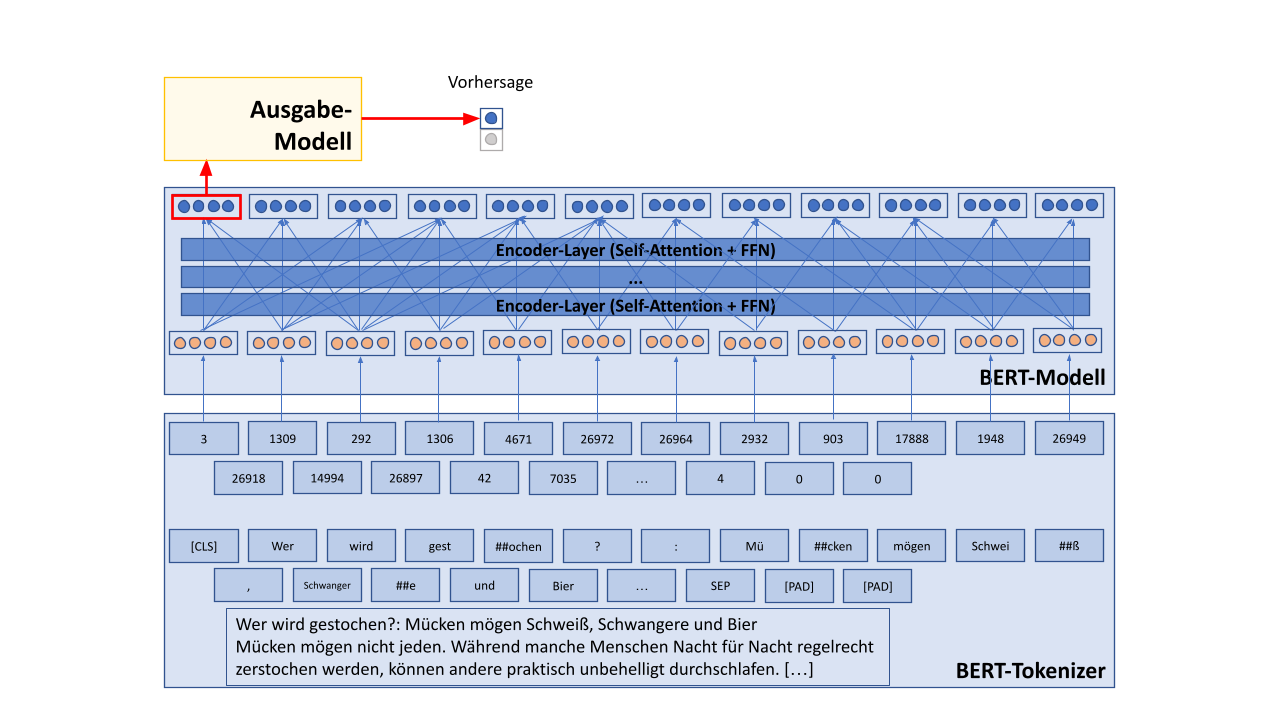 Vorhersage
Ausgabe-
Modell
Encoder-Layer (Self-Attention + FFN)
...
Encoder-Layer (Self-Attention + FFN)
BERT-Modell
3 1309 292 1306 4671 26972 26964 2932 903 17888 1948 26949
26918 14994 26897 42 7035 … 4 0 0
[CLS] Wer wird gest ##ochen ? : Mü ##cken mögen Schwei ##ß
, Schwanger ##e und Bier … SEP [PAD] [PAD]
Wer wird gestochen?: Mücken mögen Schweiß, Schwangere und Bier
Mücken mögen nicht jeden. Während manche Menschen Nacht für Nacht regelrecht
zerstochen werden, können andere praktisch unbehelligt durchschlafen. […]
BERT-Tokenizer